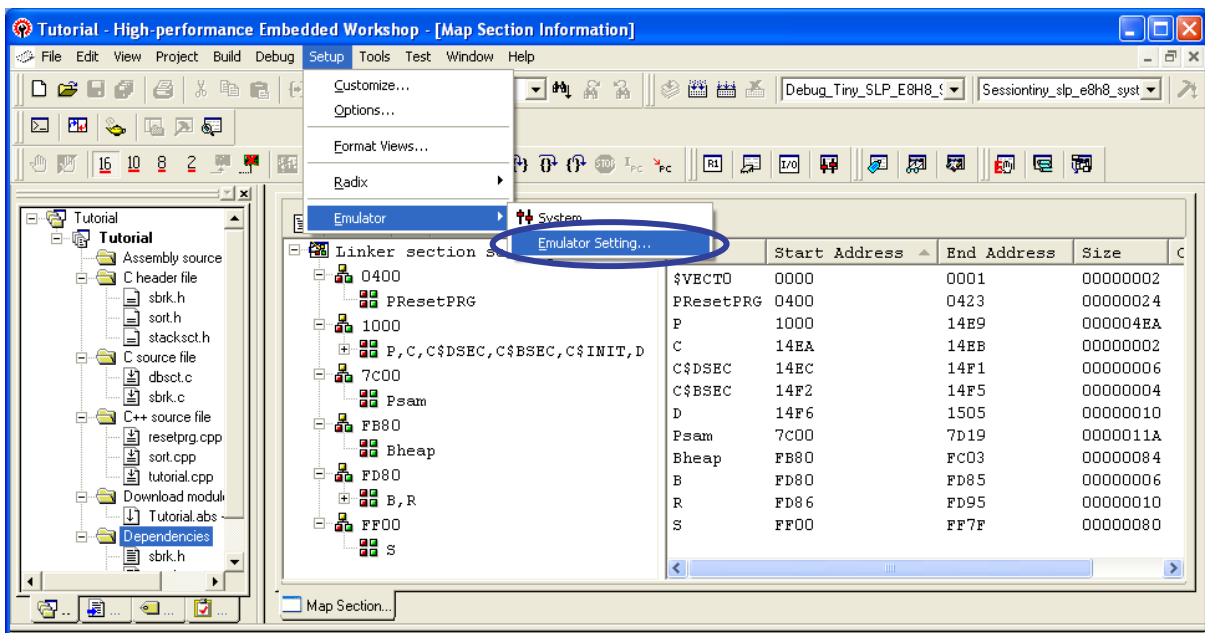 Tutorial - High-performance Embedded Workshop - [Map Section Information]
File Edit View Project Build Debug Setup Tools Test Window Help
Customize...
Options...
Format Views...
Radix
Emulator
System...
Emulator Setting...
Debug_Tiny_SLP_E8H8_
Sessiontiny_slp_e8h8_syst
16 10 8 2
STOP
PC
PC
R1
I/O
Tutorial
Tutorial
Assembly source
C header file
sbrk.h
sort.h
stacksct.h
C source file
dbsct.c
sbrk.c
C++ source file
resetprg.cpp
sort.cpp
tutorial.cpp
Download modul
Tutorial.abs -
Dependencies
sbrk.h
Linker section
0400
PResetPRG
1000
P,C,C$DSEC,C$BSEC,C$INIT,D
7C00
Psam
FB80
Bheap
FD80
B,R
FF00
S
Start Address End Address Size
$VECT0 0000 0001 00000002
PResetPRG 0400 0423 00000024
P 1000 14E9 000004EA
C 14EA 14EB 00000002
C$DSEC 14EC 14F1 00000006
C$BSEC 14F2 14F5 00000004
D 14F6 1505 00000010
Psam 7C00 7D19 0000011A
Bheap FB80 FC03 00000084
B FD80 FD85 00000006
R FD86 FD95 00000010
S FF00 FF7F 00000080
.. ... ... ...
Map Section...